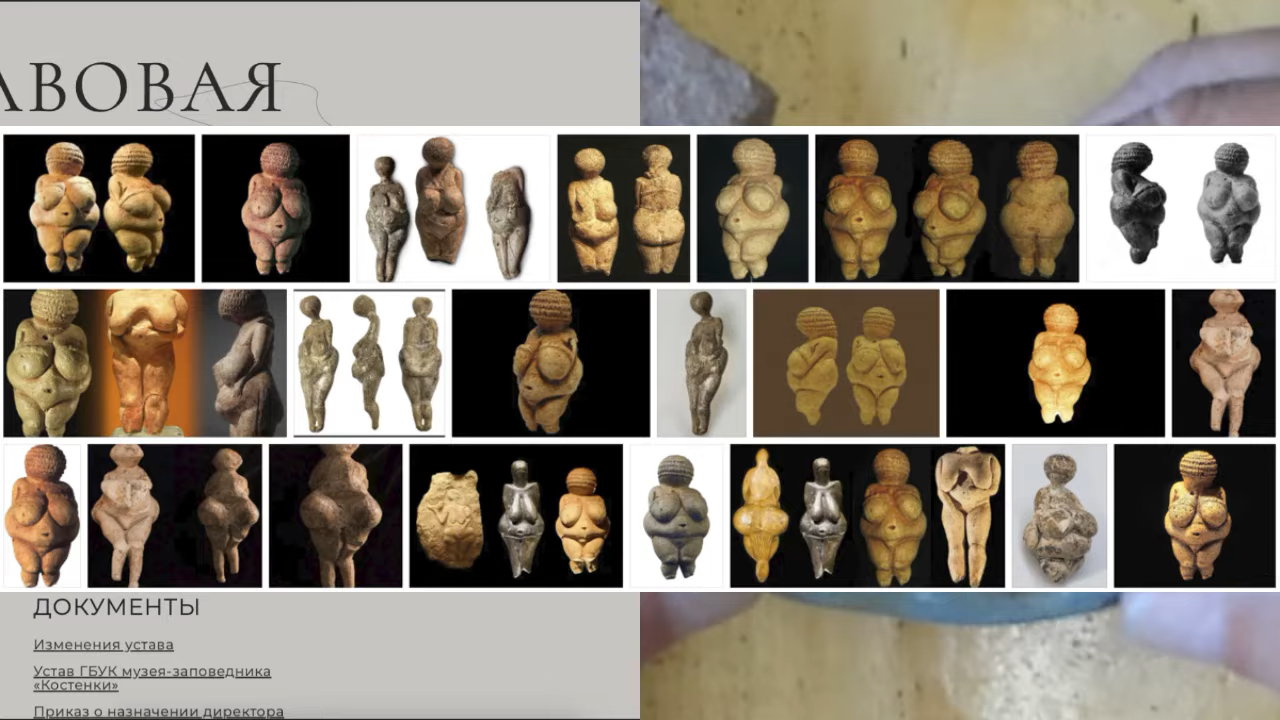 АВОВАЯ
ДОКУМЕНТЫ
Изменения устава
Устав ГБУК музея-заповедника
«Костенки»
Приказ о назначении директора